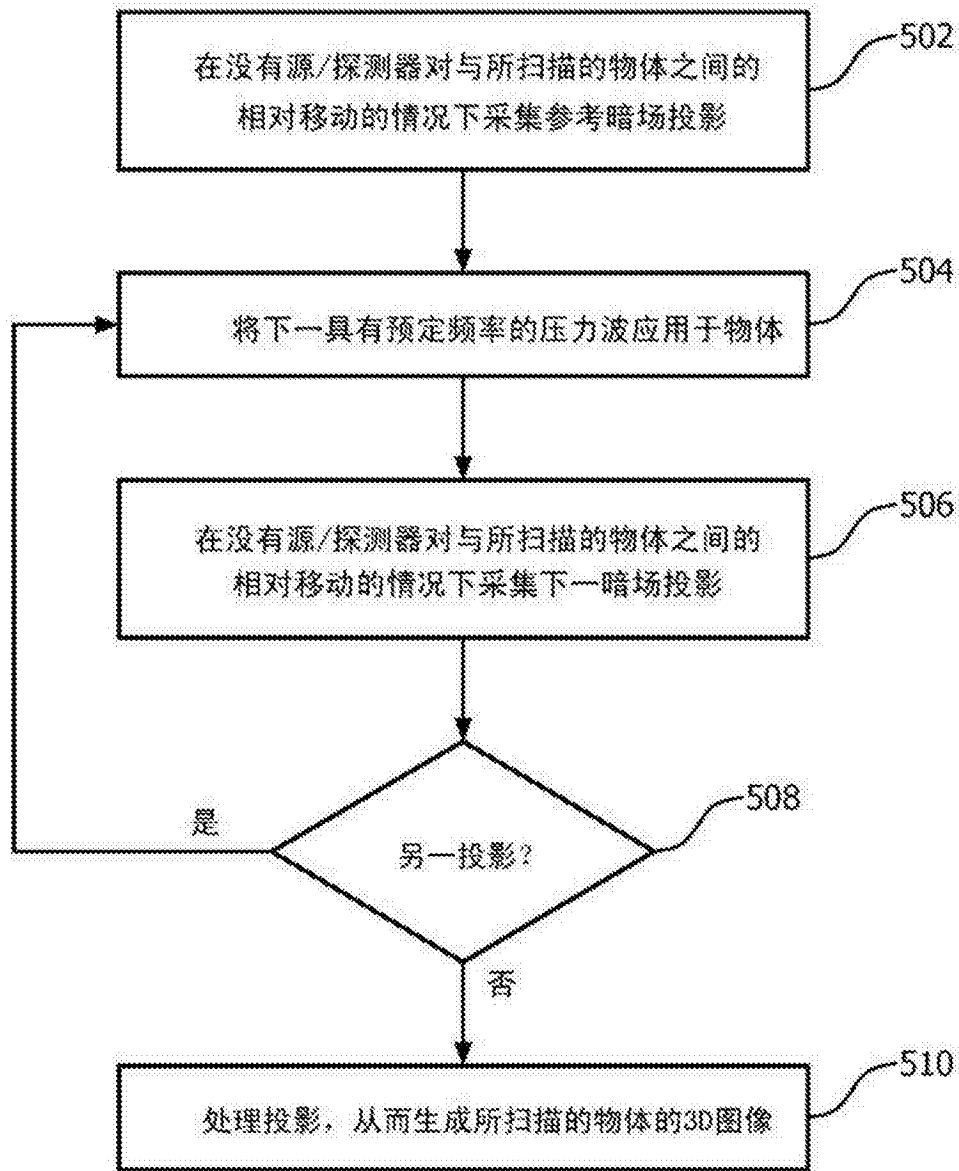 在没有源/探测器对与所扫描的物体之间的
相对移动的情况下采集参考暗场投影
502
将下一具有预定频率的压力波应用于物体
504
在没有源/探测器对与所扫描的物体之间的
相对移动的情况下采集下一暗场投影
506
另一投影?
508
是
否
处理投影，从而生成所扫描的物体的3D图像
510